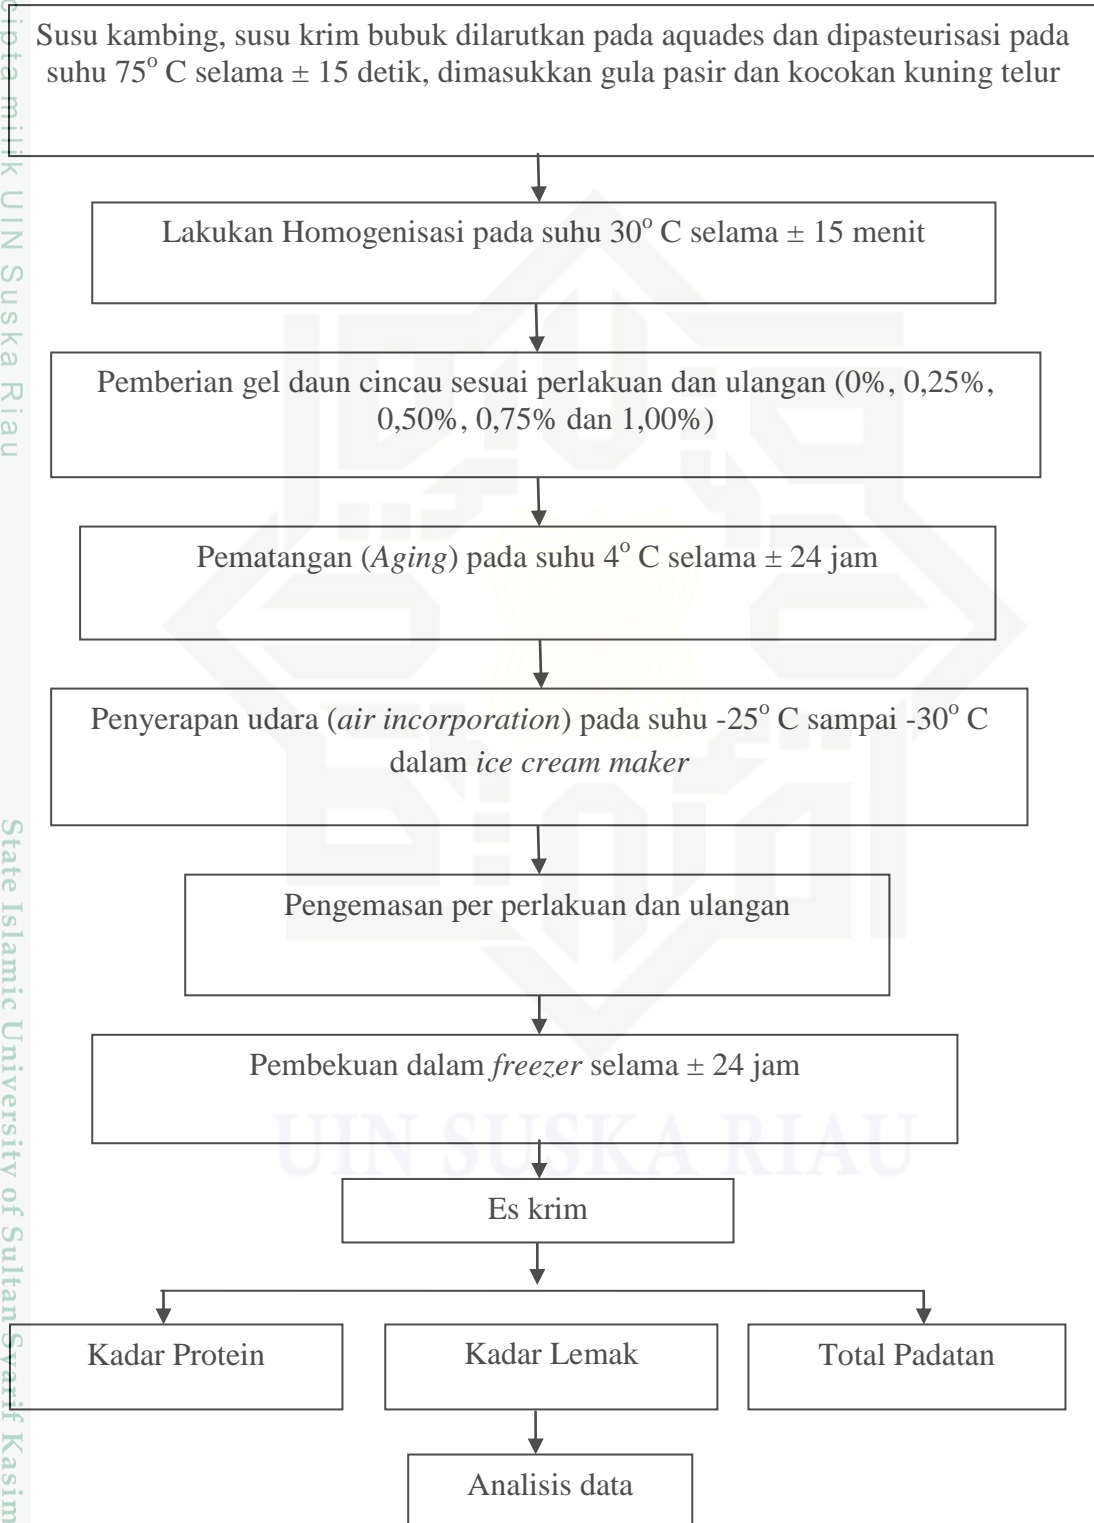 Susu kambing, susu krim bubuk dilarutkan pada aquades dan dipasteurisasi pada
suhu 75° C selama ± 15 detik, dimasukkan gula pasir dan kocokan kuning telur
Lakukan Homogenisasi pada suhu 30° C selama ± 15 menit
Pemberian gel daun cincau sesuai perlakuan dan ulangan (0%, 0,25%,
0,50%, 0,75% dan 1,00%)
Pematangan (Aging) pada suhu 4° C selama ± 24 jam
Penyerapan udara (air incorporation) pada suhu -25° C sampai -30° C
dalam ice cream maker
Pengemasan per perlakuan dan ulangan
Pembekuan dalam freezer selama ± 24 jam
UIN SUSKA RIAU
Es krim
Kadar Protein
Kadar Lemak
Total Padatan
Analisis data
cipta milik UIN Suska Riau
State Islamic University of Sultan Syarif Kasim